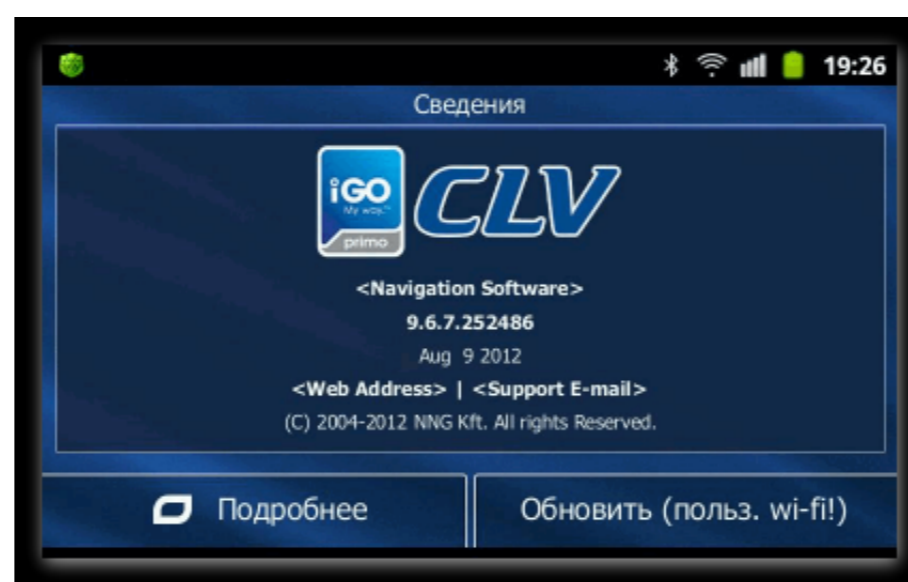 19:26
Сведения
iGO
My way.™
primo
CLV
<Navigation Software>
9.6.7.252486
Aug 9 2012
<Web Address> | <Support E-mail>
(C) 2004-2012 NNG Kft. All rights Reserved.
Подробнее
Обновить (польз. wi-fi!)